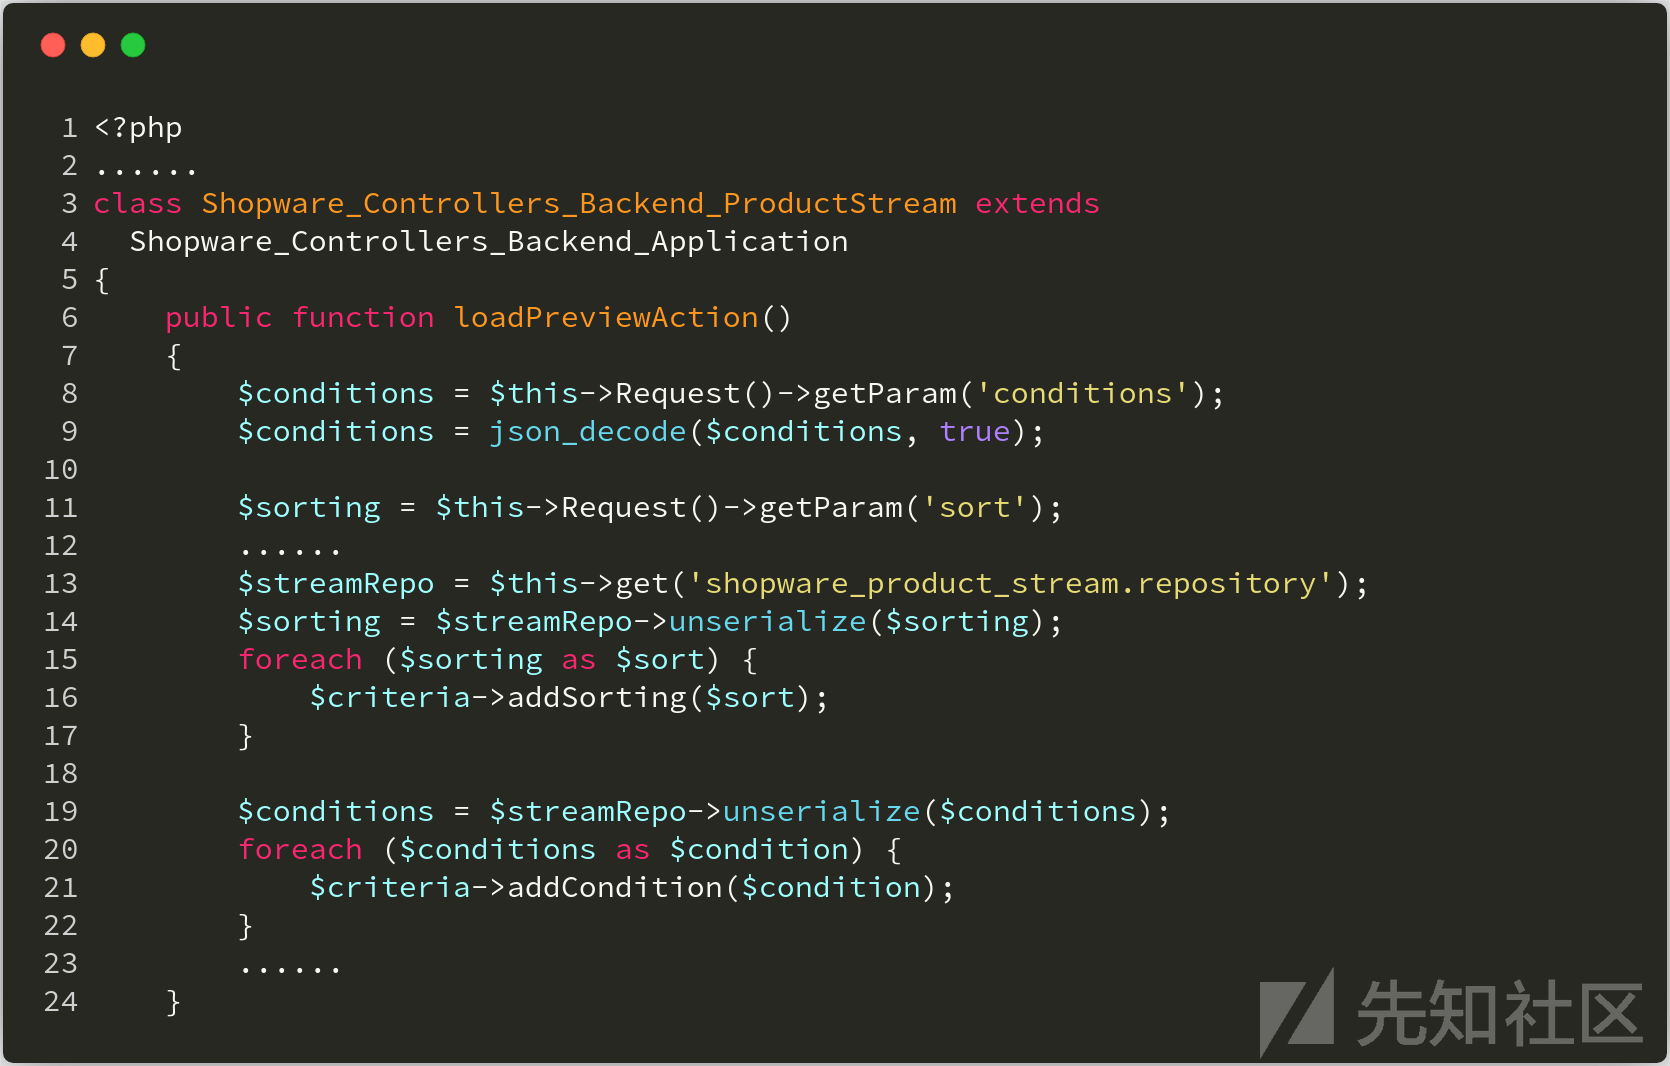 1 <?php
2 ......
3 class Shopware_Controllers_Backend_ProductStream extends
4   Shopware_Controllers_Backend_Application
5 {
6     public function loadPreviewAction()
7     {
8         $conditions = $this->Request()->getParam('conditions');
9         $conditions = json_decode($conditions, true);
10
11         $sorting = $this->Request()->getParam('sort');
12         ......
13         $streamRepo = $this->get('shopware_product_stream.repository');
14         $sorting = $streamRepo->unserialize($sorting);
15         foreach ($sorting as $sort) {
16             $criteria->addSorting($sort);
17         }
18
19         $conditions = $streamRepo->unserialize($conditions);
20         foreach ($conditions as $condition) {
21             $criteria->addCondition($condition);
22         }
23         ......
24     }
先知社区